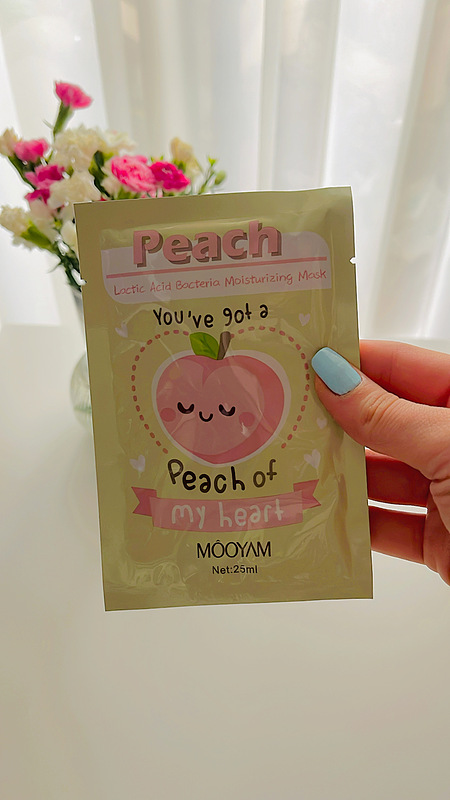 Peach
Lactic Acid Bacteria Moisturizing Mask
You've got a
Peach of
my heart
MÔOYAM
Net:25ml